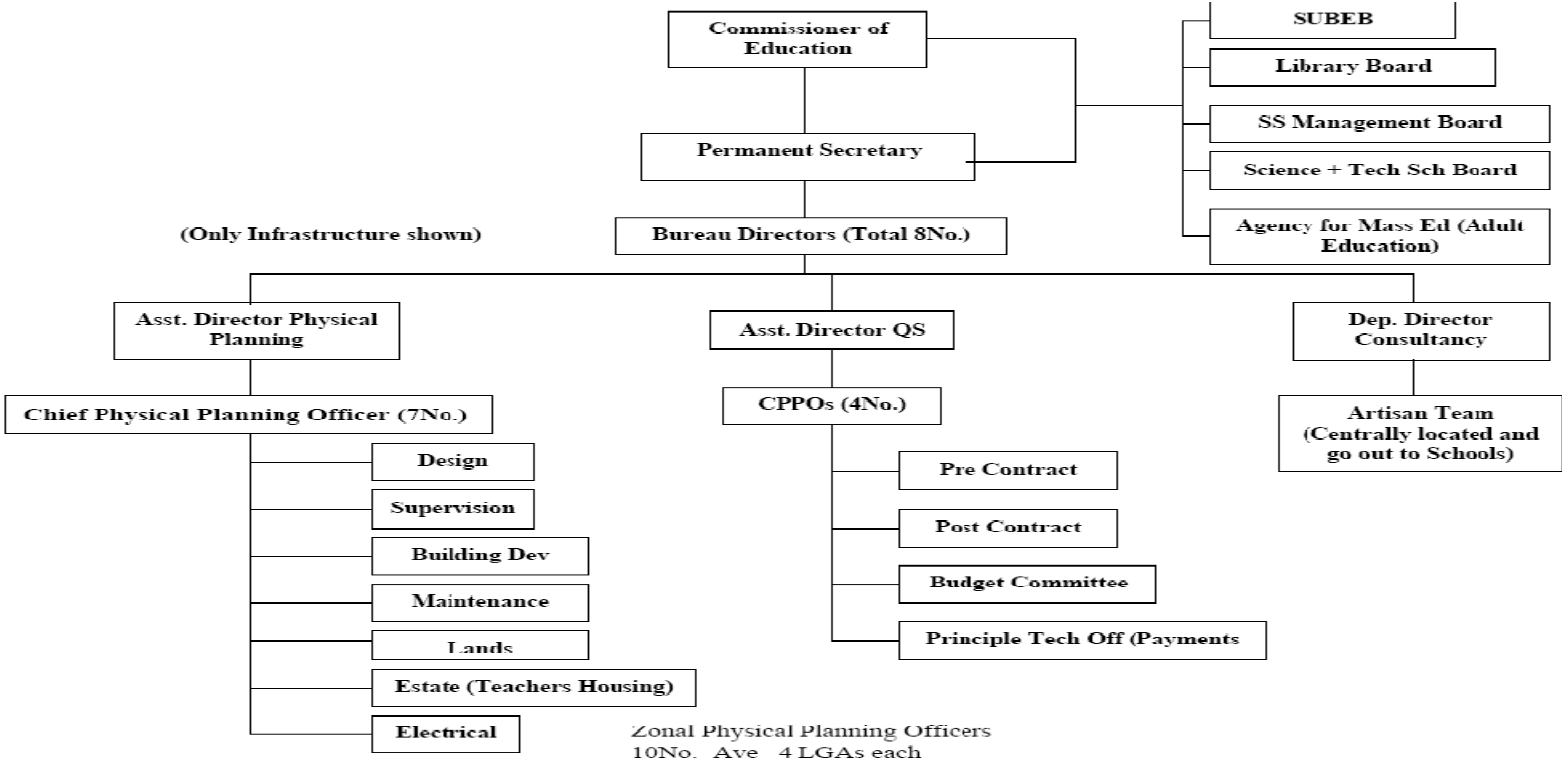 Commissioner of
Education
SUBEB
Library Board
SS Management Board
Science + Tech Sch Board
Agency for Mass Ed (Adult
Education)
Permanent Secretary
(Only Infrastructure shown)
Bureau Directors (Total 8No.)
Asst. Director Physical
Planning
Chief Physical Planning Officer (7No.)
Design
Supervision
Building Dev
Maintenance
Lands
Estate (Teachers Housing)
Electrical
Asst. Director QS
CPPOs (4No.)
Pre Contract
Post Contract
Budget Committee
Principle Tech Off (Payments
Dep. Director
Consultancy
Artisan Team
(Centrally located and
go out to Schools)
Zonal Physical Planning Officers
10No. Ave 4 LGAs each